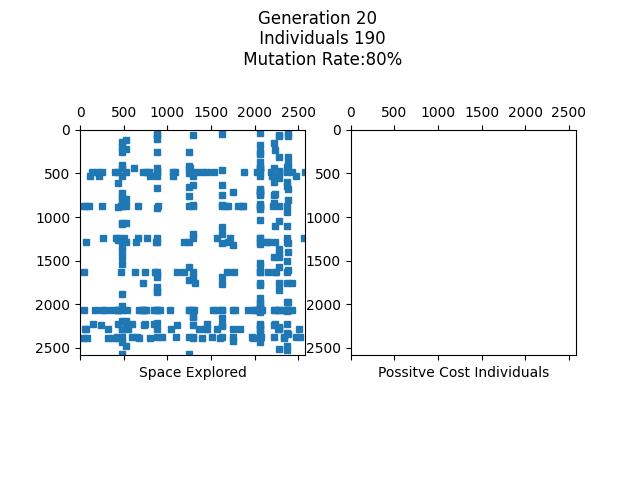 Generation 20
Individuals 190
Mutation Rate:80%
0 500 1000 1500 2000 2500
0 500 1000 1500 2000 2500
0
500
1000
1500
2000
2500
0
500
1000
1500
2000
2500
Space Explored
Possitve Cost Individuals